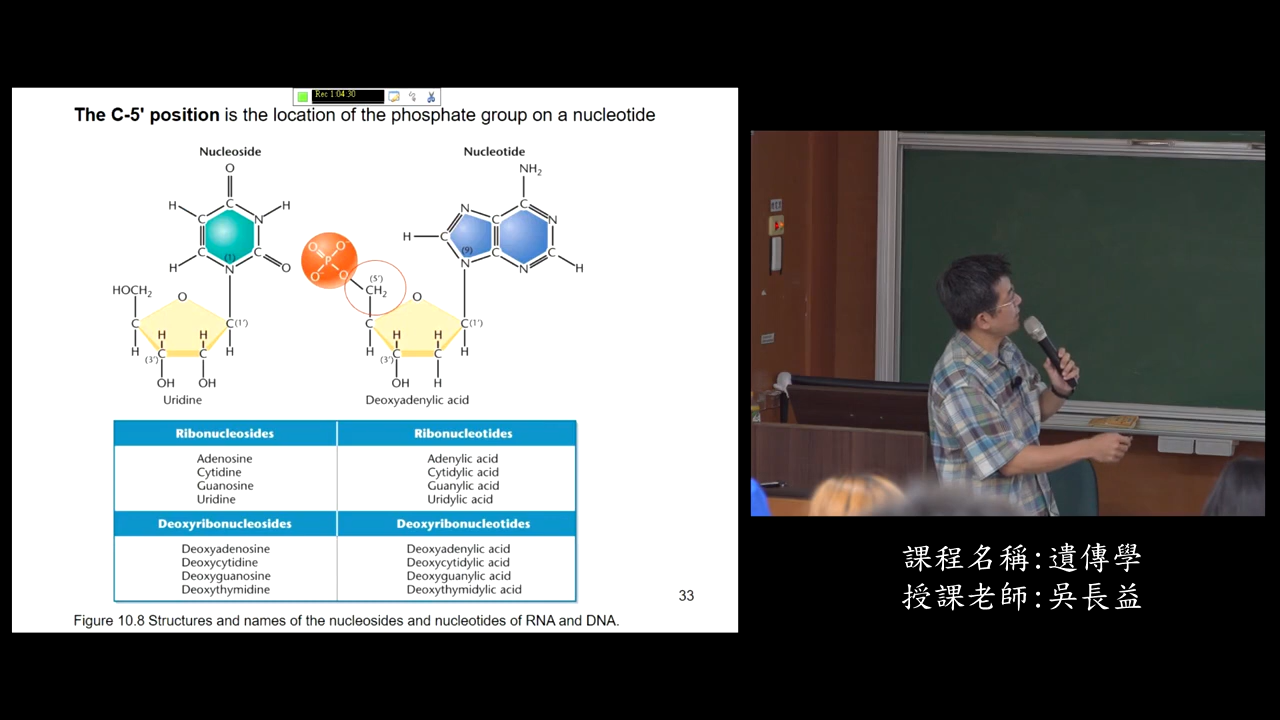 Rec 1:04:30
The C-5' position is the location of the phosphate group on a nucleotide
Nucleoside
Nucleotide
O
H
C
C
N
H
C
C
H
N
O
(1)
HOCH₂
O
C
C
(1')
H
H
H
H
(3')
C
C
OH
OH
Uridine
NH₂
N
C
C
N
H
C
(9)
N
C
N
C
H
O
O⁻
P
O⁻
O
(5')
CH₂
O
C
C
(1')
H
H
H
H
(3')
C
C
OH
H
Deoxyadenylic acid
Ribonucleosides
Ribonucleotides
Adenosine
Adenylic acid
Cytidine
Cytidylic acid
Guanosine
Guanylic acid
Uridine
Uridylic acid
Deoxyribonucleosides
Deoxyribonucleotides
Deoxyadenosine
Deoxyadenylic acid
Deoxycytidine
Deoxycytidylic acid
Deoxyguanosine
Deoxyguanylic acid
Deoxythymidine
Deoxythymidylic acid
33
Figure 10.8 Structures and names of the nucleosides and nucleotides of RNA and DNA.
課程名稱:遺傳學
授課老師:吳長益